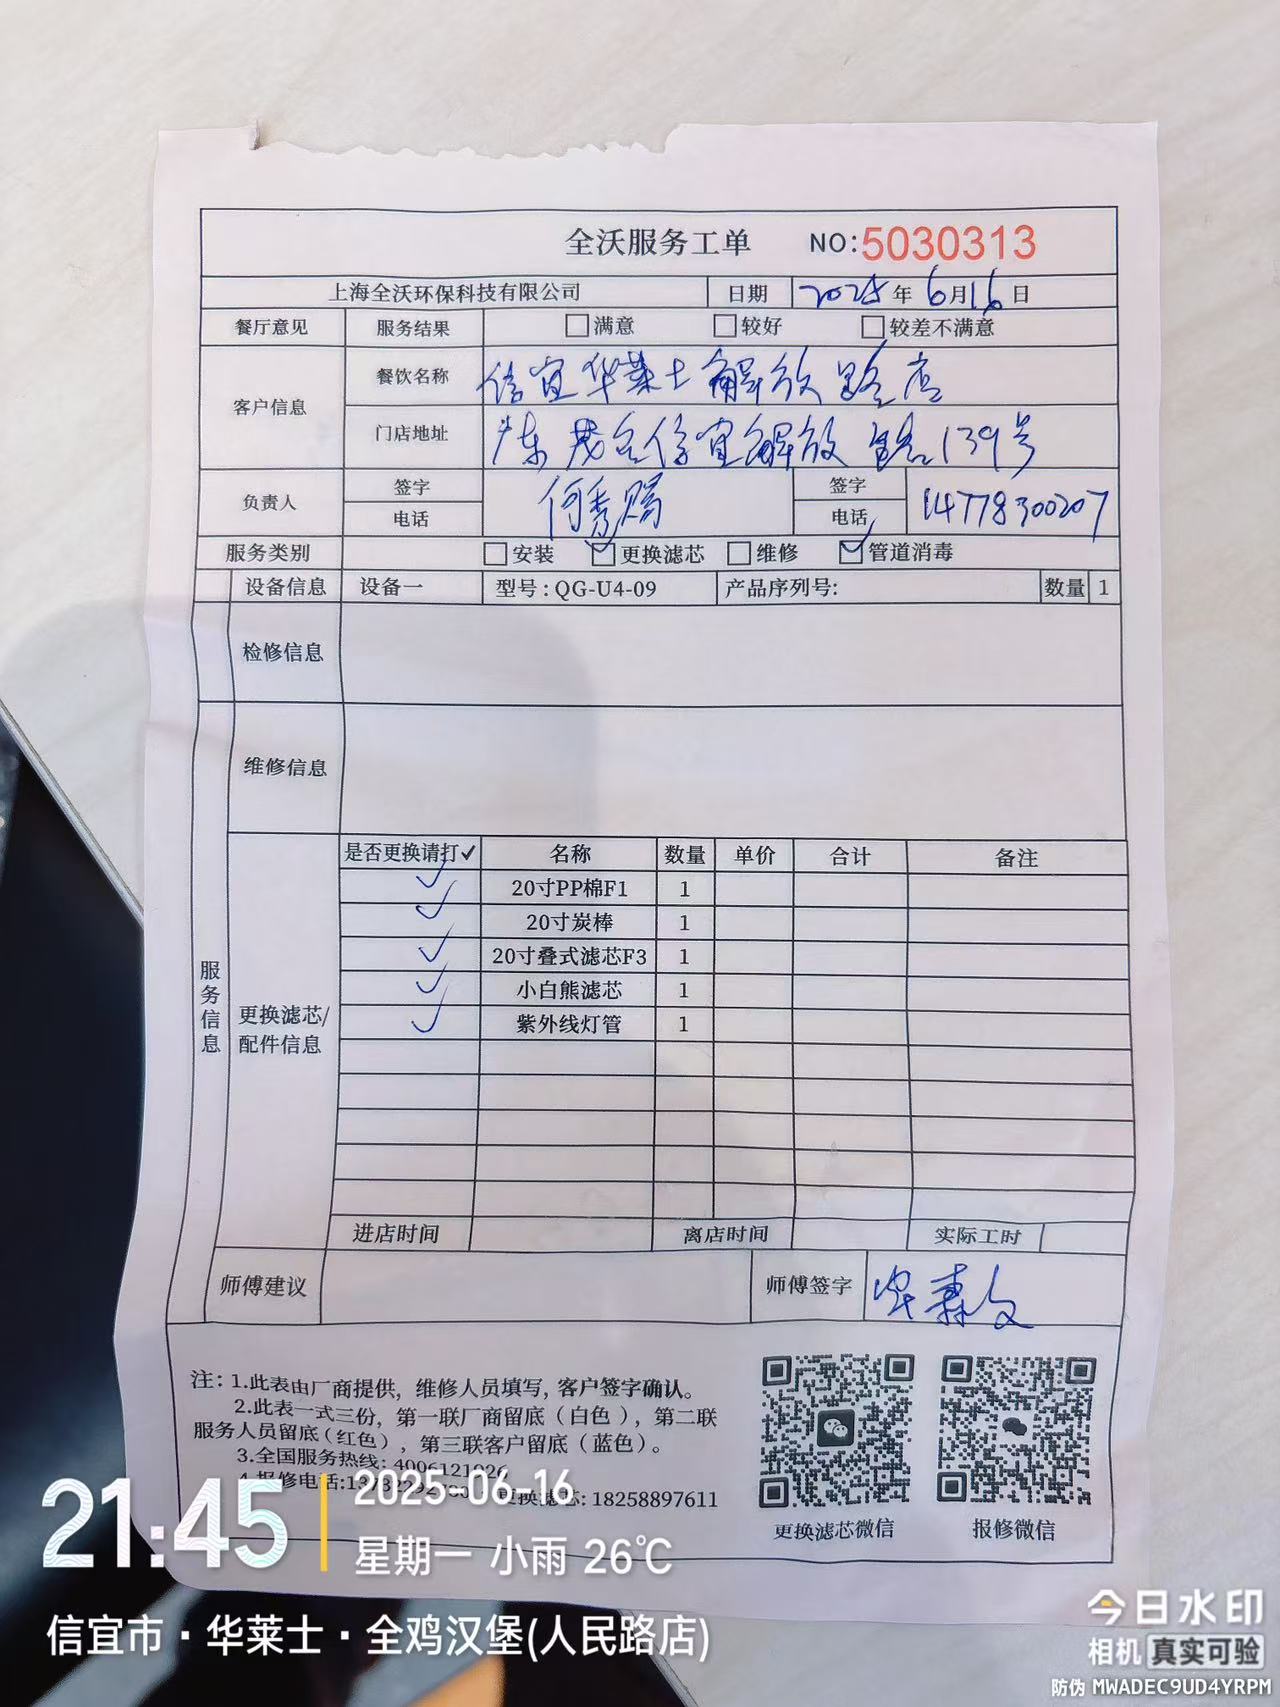 全沃服务工单 NO:5030313
上海全沃环保科技有限公司 日期 2025年6月16日
餐厅意见 服务结果 □满意 □较好 □较差不满意
客户信息 餐饮名称 信宜华莱士解放路店
门店地址 广东茂名信宜解放路139号
负责人 签字 何秀赐 签字
电话 电话 14778300207
服务类别 □安装 ☑更换滤芯 □维修 ☑管道消毒
设备信息 设备一 型号:QG-U4-09 产品序列号: 数量 1
检修信息
维修信息
服务信息
更换滤芯/
配件信息
是否更换请打✓ 名称 数量 单价 合计 备注
✓ 20寸PP棉F1 1
✓ 20寸炭棒 1
✓ 20寸叠式滤芯F3 1
✓ 小白熊滤芯 1
✓ 紫外线灯管 1
进店时间 离店时间 实际工时
师傅建议 师傅签字
注：1.此表由厂商提供，维修人员填写，客户签字确认。
2.此表一式三份，第一联厂商留底（白色），第二联
服务人员留底（红色），第三联客户留底（蓝色）。
3.全国服务热线：4006121026
4.报修电话: 更换滤芯：18258897611
更换滤芯微信 报修微信
21:45 2025-06-16
星期一 小雨 26℃
信宜市·华莱士·全鸡汉堡(人民路店)
今日水印
相机 真实可验
防伪 MWADEC9UD4YRPM